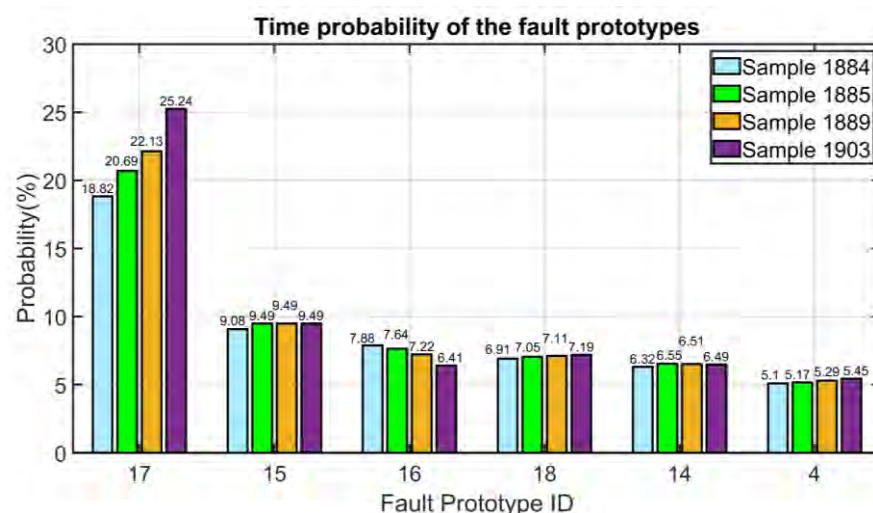 Time probability of the fault prototypes
Probability(%)
30
25
20
15
10
5
0
Sample 1884
Sample 1885
Sample 1889
Sample 1903
18.82 20.69 22.13 25.24
9.08 9.49 9.49 9.49
7.88 7.64 7.22 6.41
6.91 7.05 7.11 7.19
6.32 6.55 6.51 6.49
5.1 5.17 5.29 5.45
17 15 16 18 14 4
Fault Prototype ID